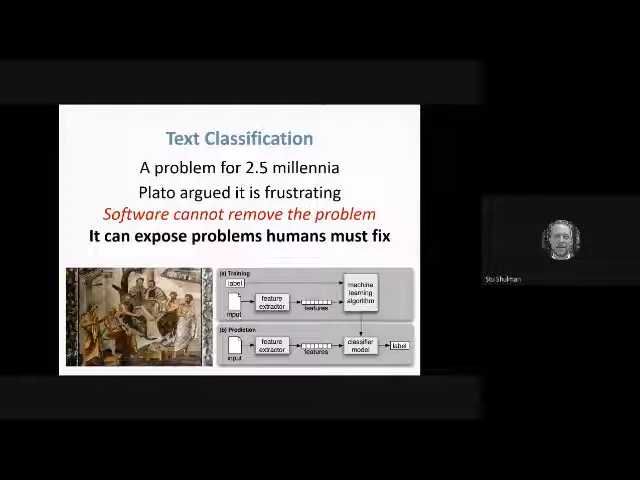 Text Classification
A problem for 2.5 millennia
Plato argued it is frustrating
Software cannot remove the problem
It can expose problems humans must fix
(a) Training
label
input
feature
extractor
features
machine
learning
algorithm
(b) Prediction
input
feature
extractor
features
classifier
model
label
Stu Shulman